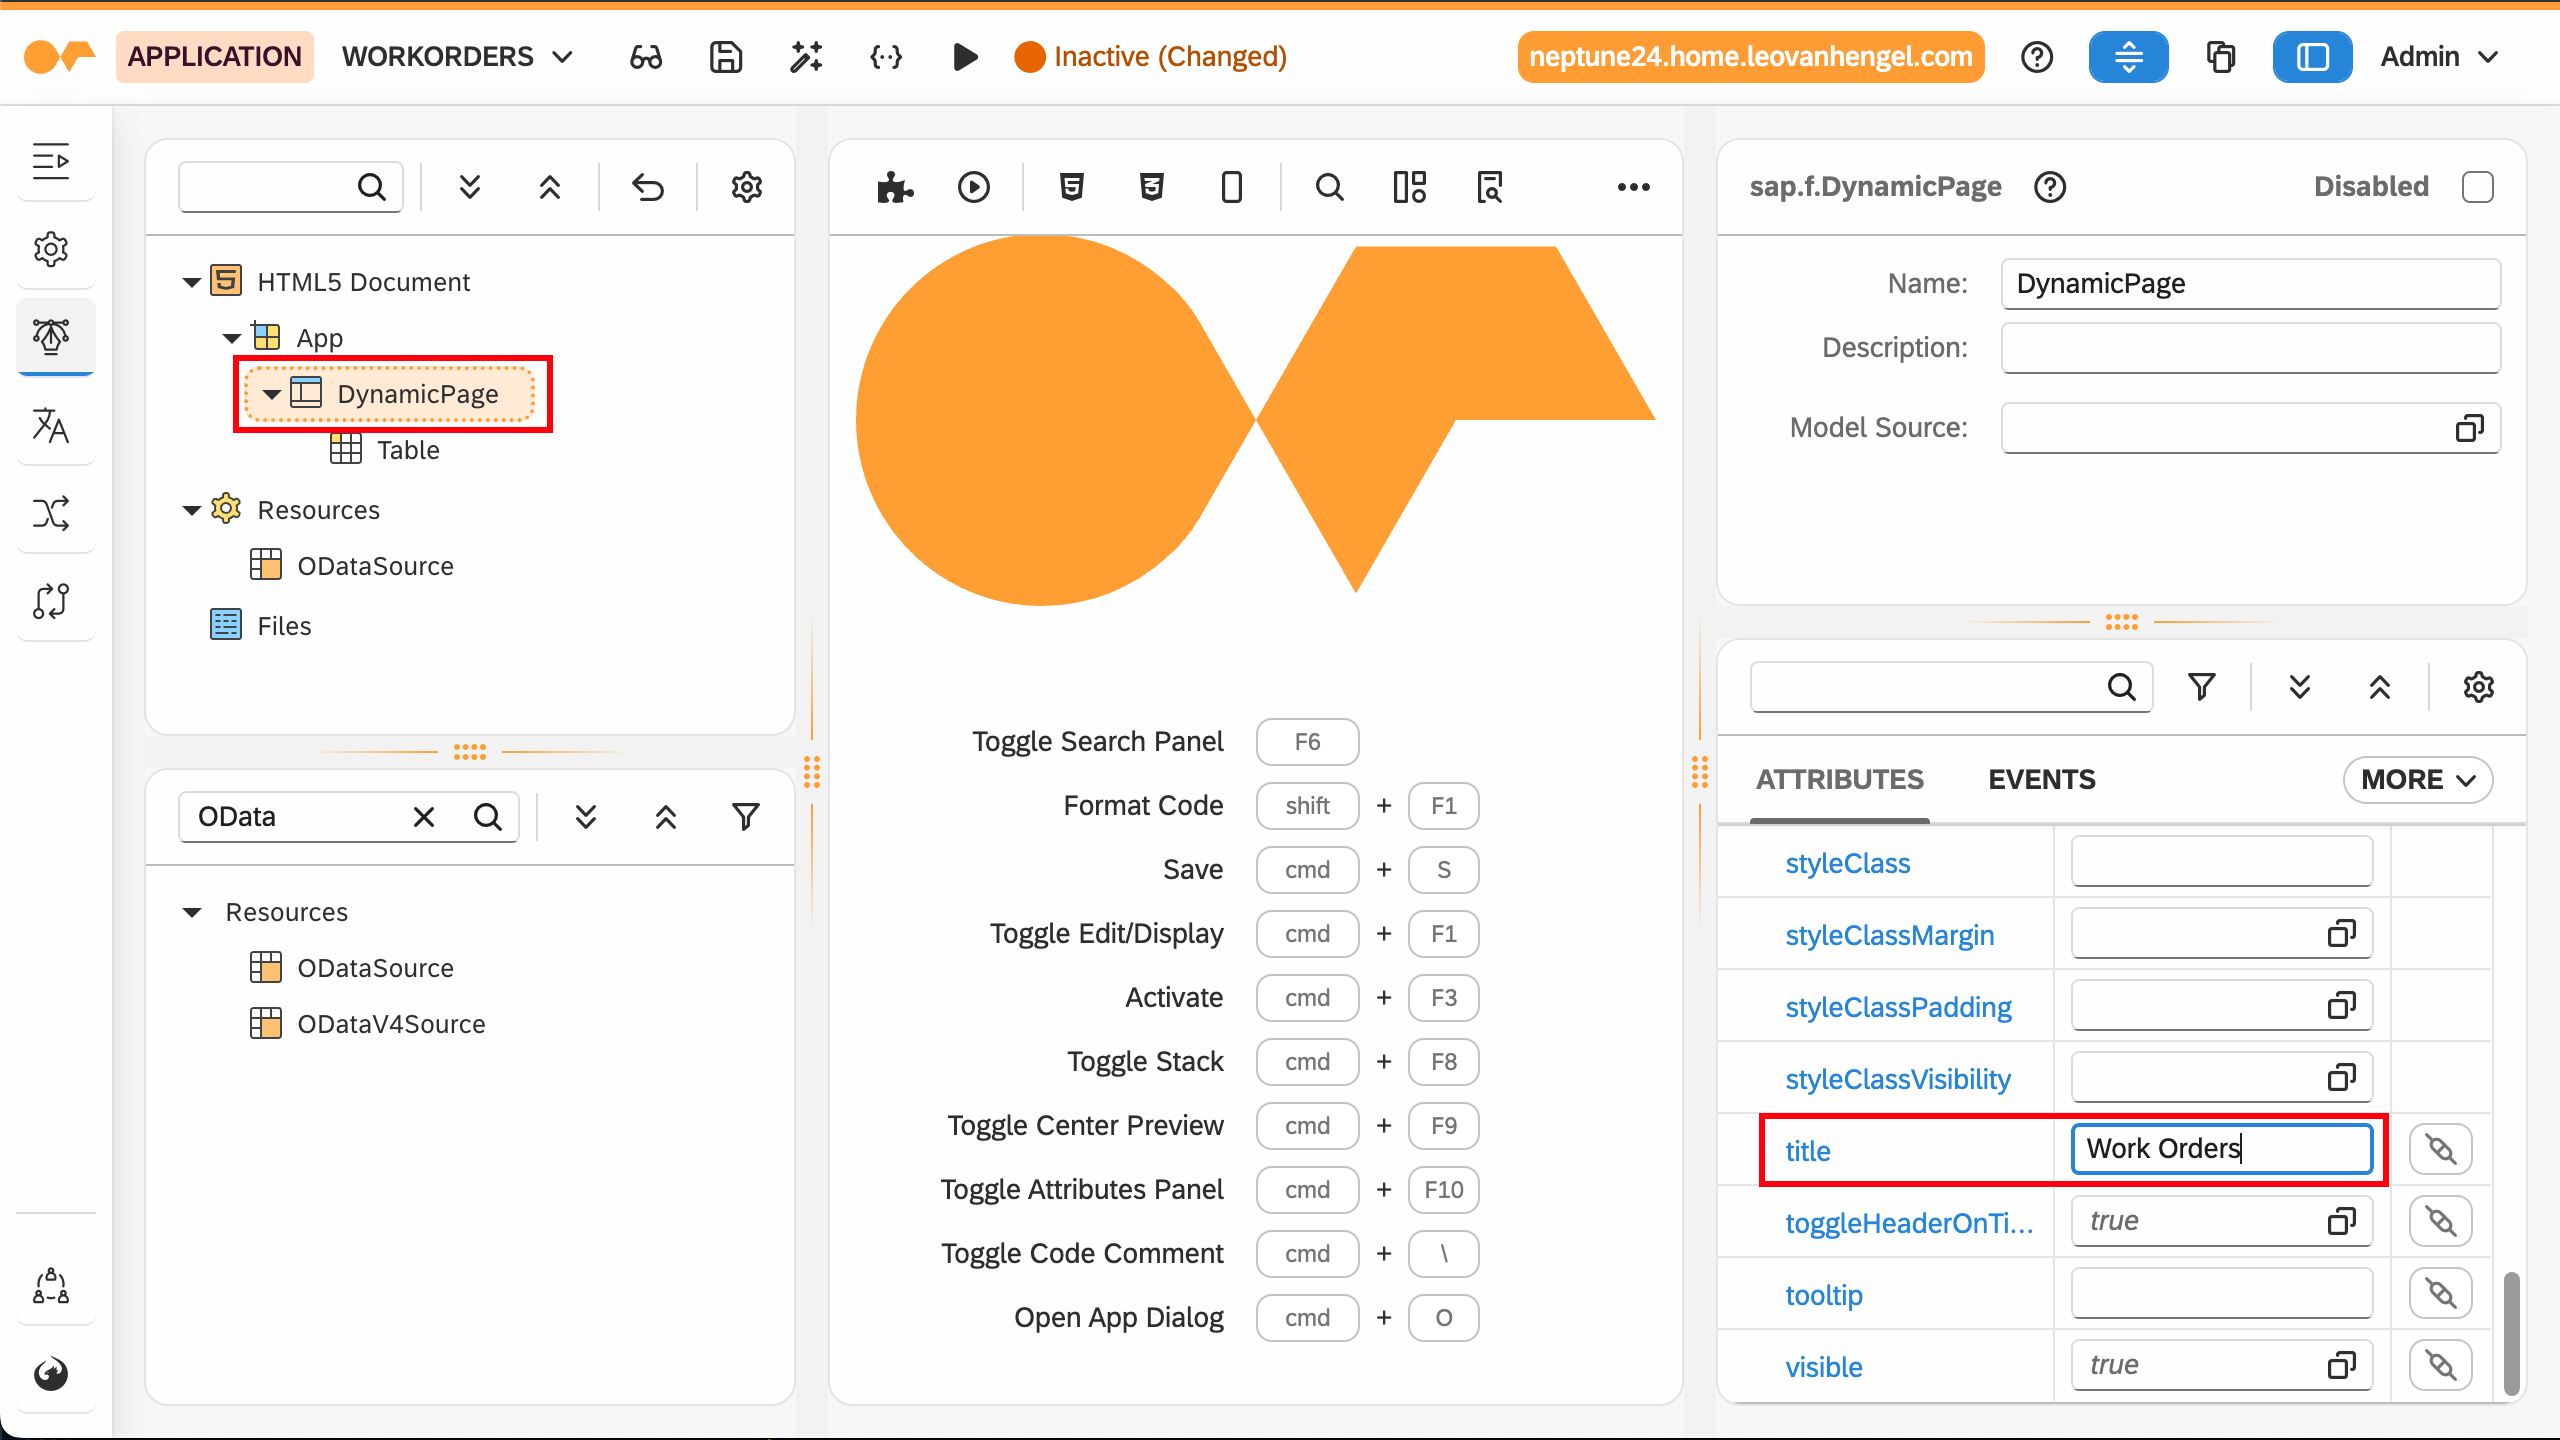 APPLICATION WORKORDERS Inactive (Changed) neptune24.home.leovanhengel.com Admin
HTML5 Document
App
DynamicPage
Table
Resources
ODataSource
Files
OData
Resources
ODataSource
ODataV4Source
Toggle Search Panel F6
Format Code shift + F1
Save cmd + S
Toggle Edit/Display cmd + F1
Activate cmd + F3
Toggle Stack cmd + F8
Toggle Center Preview cmd + F9
Toggle Attributes Panel cmd + F10
Toggle Code Comment cmd + \
Open App Dialog cmd + O
sap.f.DynamicPage Disabled
Name: DynamicPage
Description:
Model Source:
ATTRIBUTES EVENTS MORE
styleClass
styleClassMargin
styleClassPadding
styleClassVisibility
title Work Orders
toggleHeaderOnTi... true
tooltip
visible true